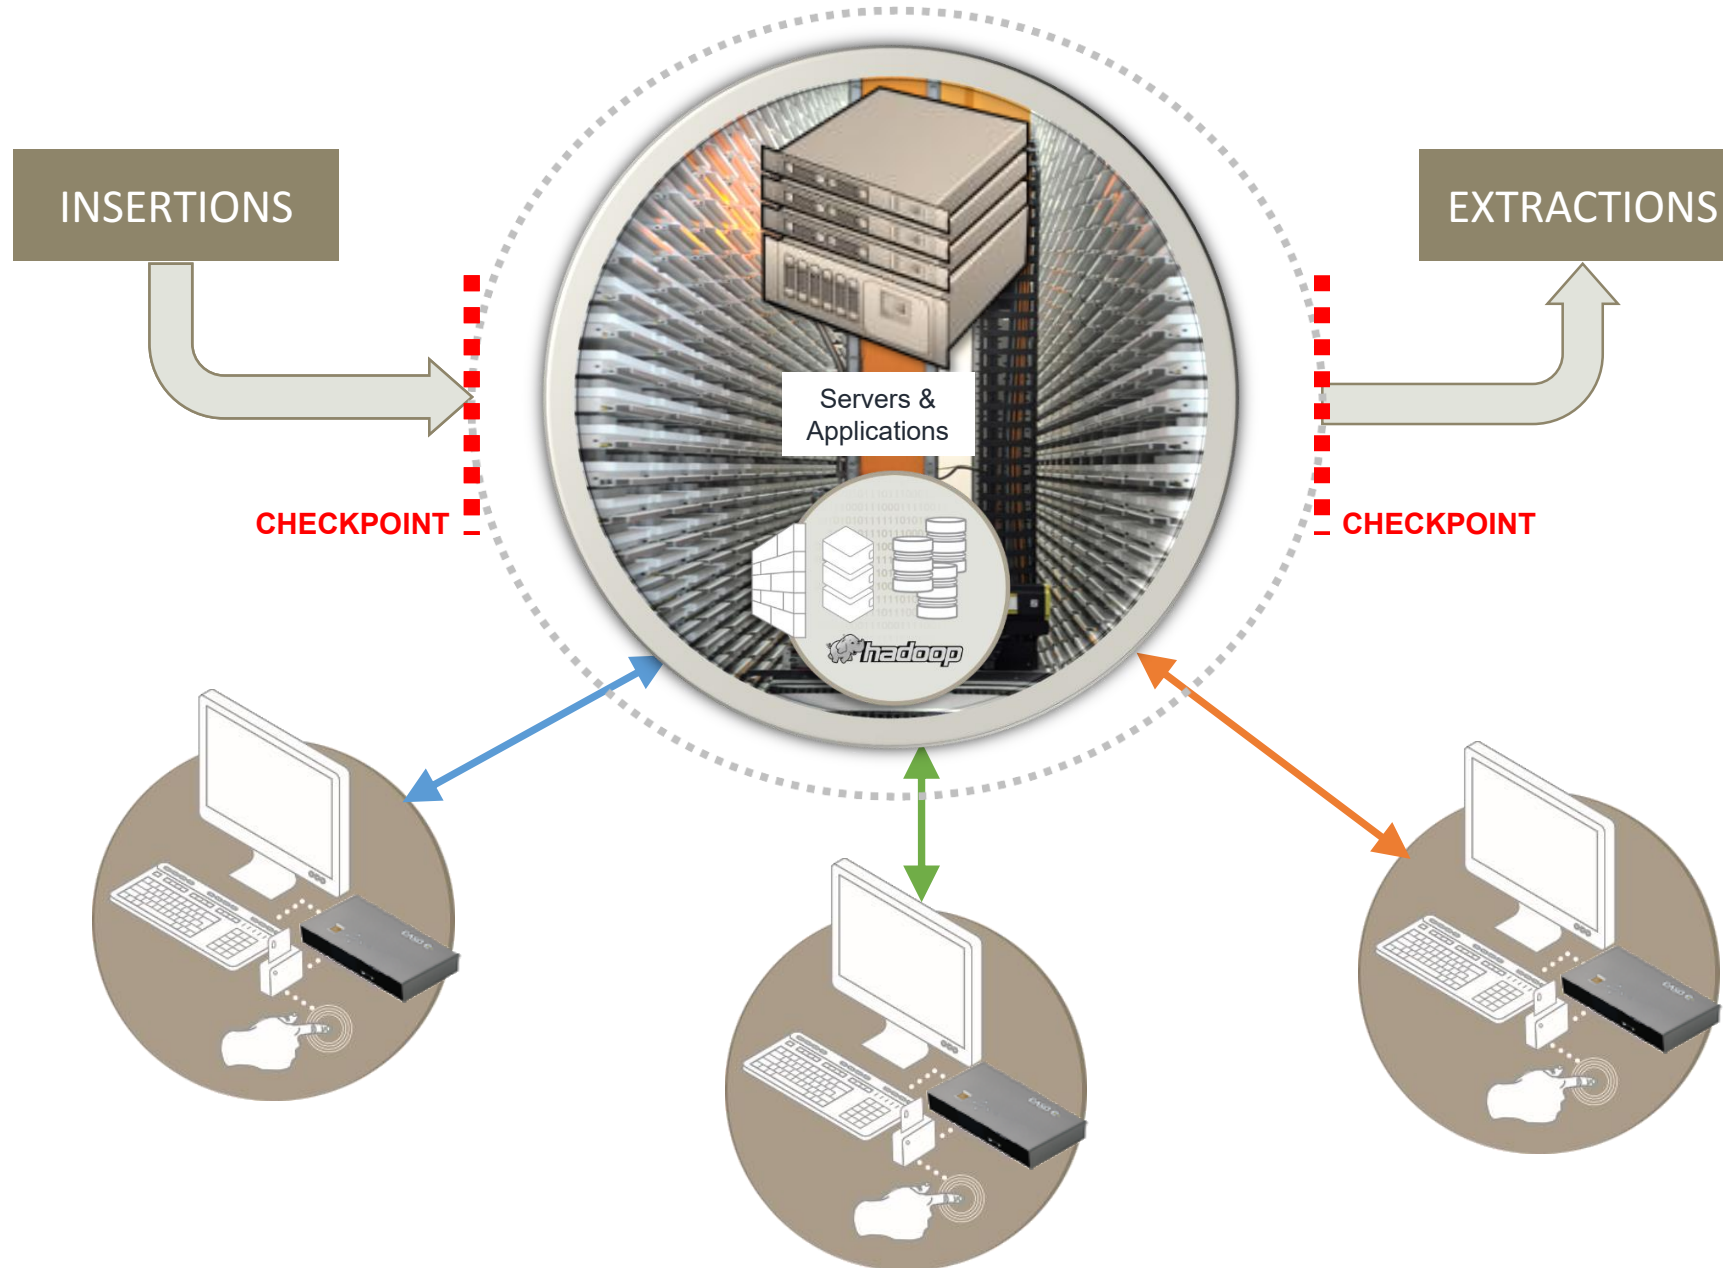 INSERTIONS
EXTRACTIONS
Servers &
Applications
CHECKPOINT
CHECKPOINT
hadoop